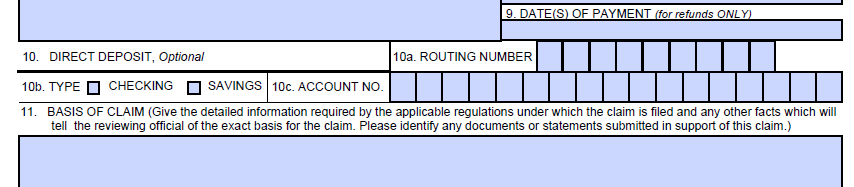 9. DATE(S) OF PAYMENT (for refunds ONLY)
10. DIRECT DEPOSIT, Optional 10a. ROUTING NUMBER
10b. TYPE CHECKING SAVINGS 10c. ACCOUNT NO.
11. BASIS OF CLAIM (Give the detailed information required by the applicable regulations under which the claim is filed and any other facts which will
tell the reviewing official of the exact basis for the claim. Please identify any documents or statements submitted in support of this claim.)